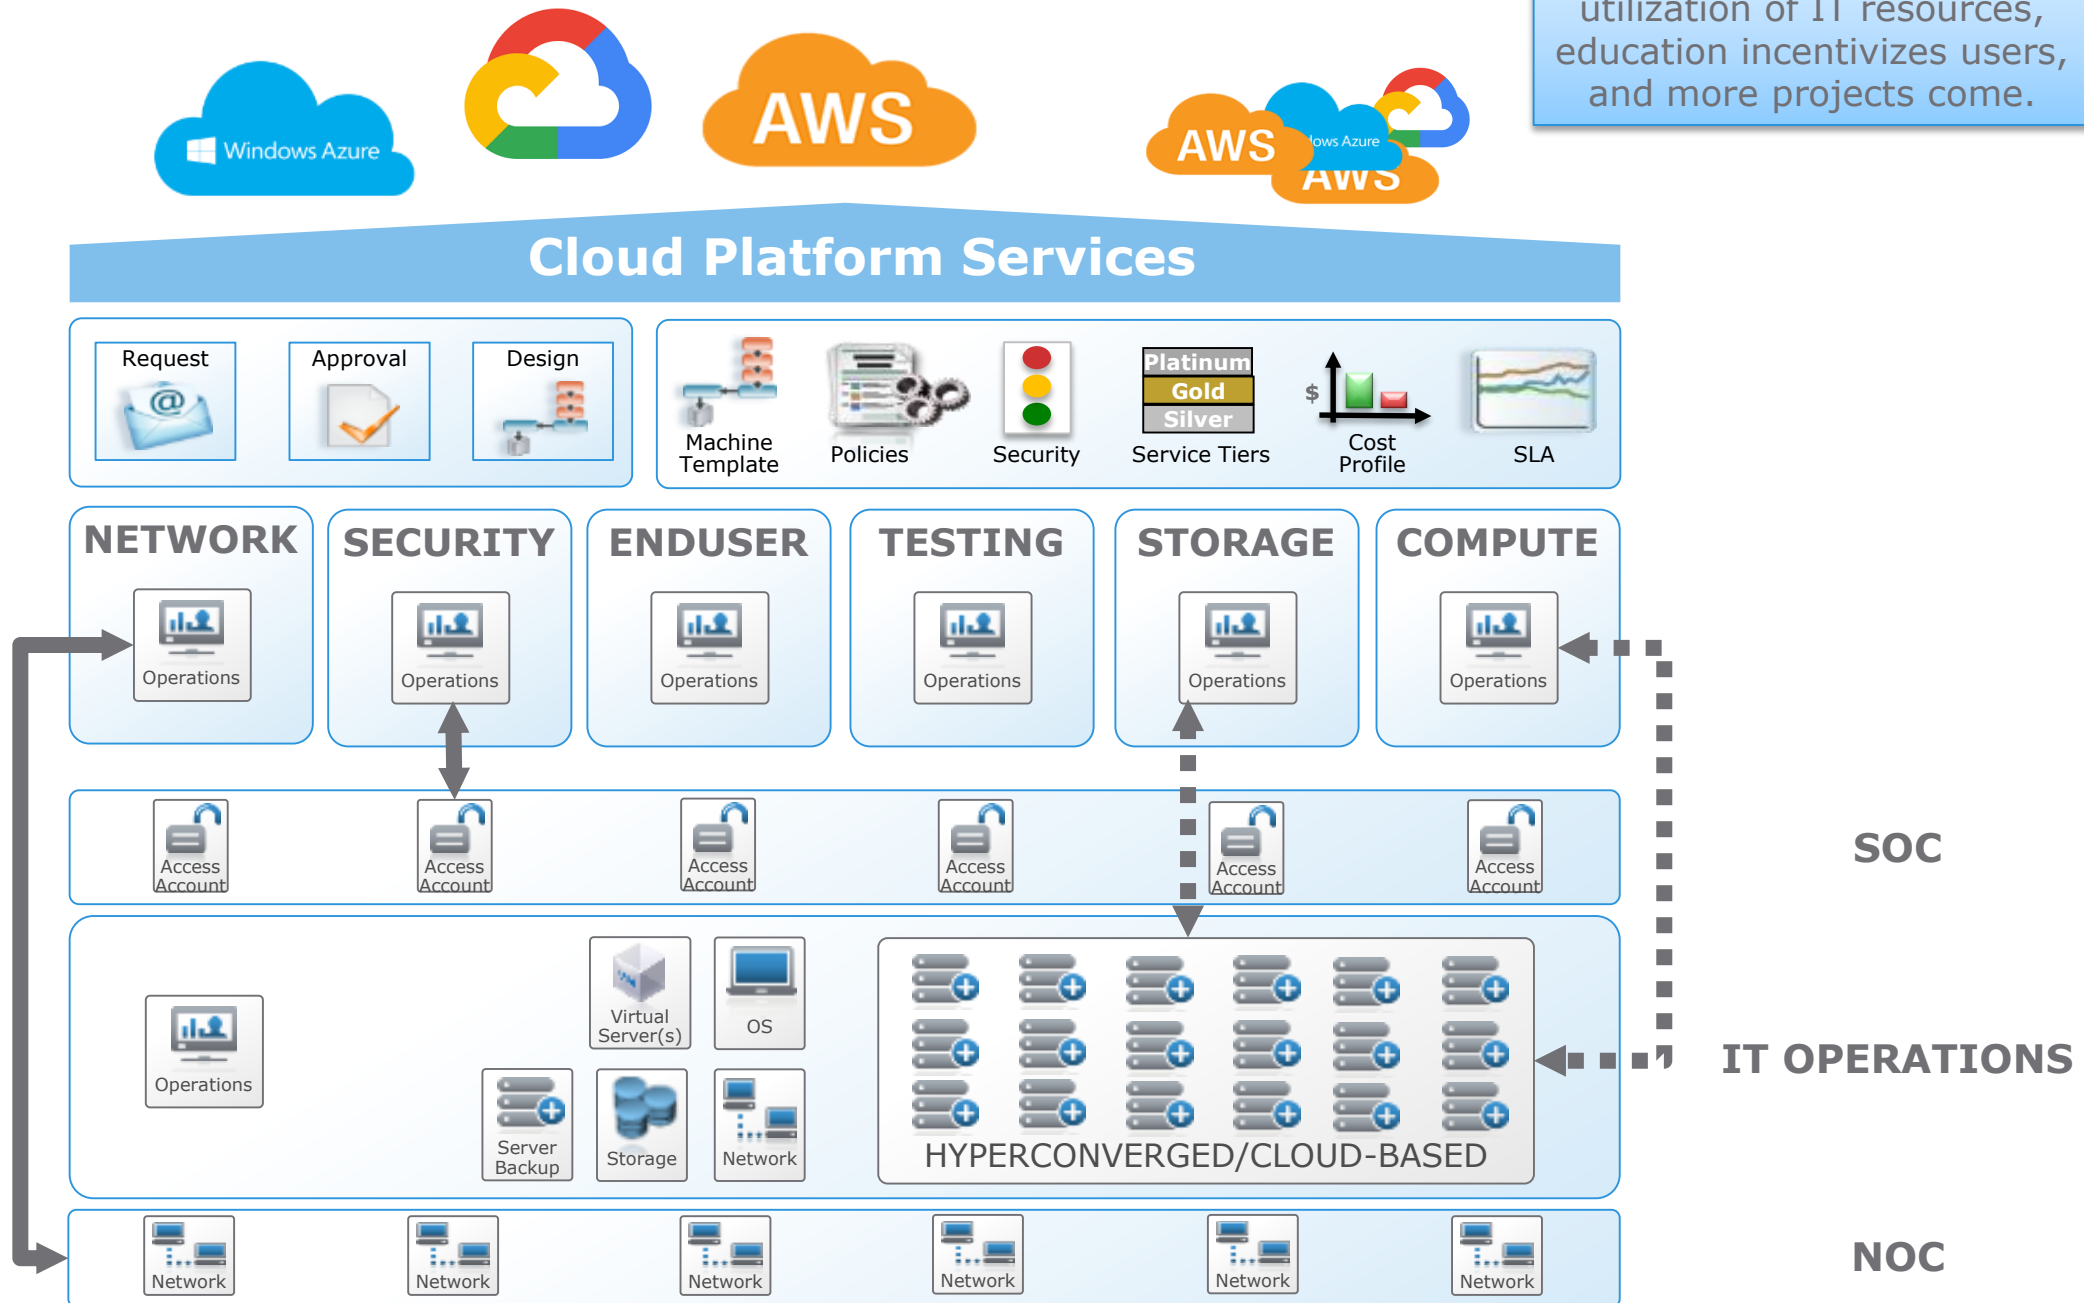 utilization of IT resources,
education incentivizes users,
and more projects come.
Windows Azure
AWS
AWS
Azure
AWS
Cloud Platform Services
Request
Approval
Design
Machine
Template
Policies
Security
Platinum
Gold
Silver
Service Tiers
$
Cost
Profile
SLA
NETWORK
SECURITY
ENDUSER
TESTING
STORAGE
COMPUTE
Operations
Operations
Operations
Operations
Operations
Operations
Access
Account
Access
Account
Access
Account
Access
Account
Access
Account
Access
Account
SOC
Virtual
Server(s)
OS
Operations
Server
Backup
Storage
Network
HYPERCONVERGED/CLOUD-BASED
IT OPERATIONS
Network
Network
Network
Network
Network
Network
NOC